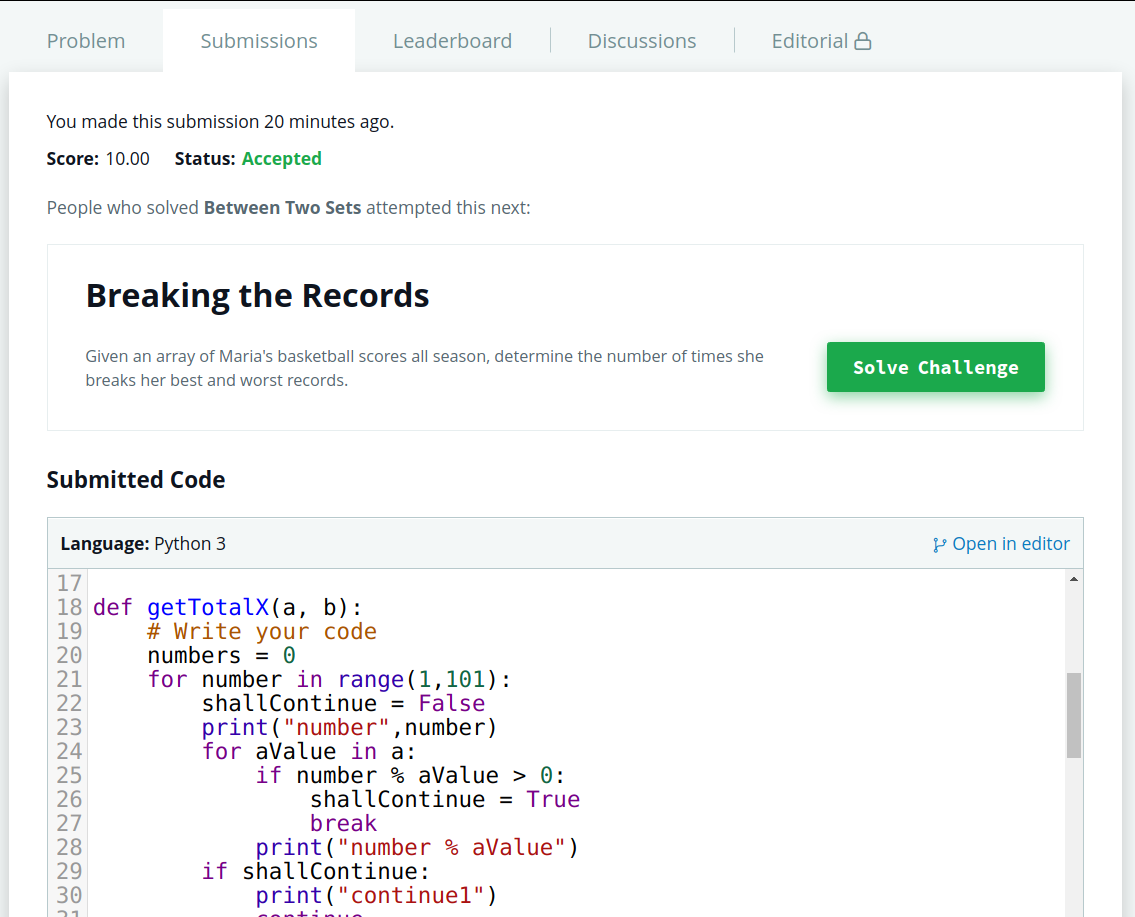 Problem
Submissions
Leaderboard
Discussions
Editorial
You made this submission 20 minutes ago.
Score: 10.00 Status: Accepted
People who solved Between Two Sets attempted this next:
Breaking the Records
Given an array of Maria's basketball scores all season, determine the number of times she
breaks her best and worst records.
Solve Challenge
Submitted Code
Language: Python 3
Open in editor
17
18 def getTotalX(a, b):
19     # Write your code
20     numbers = 0
21     for number in range(1,101):
22         shallContinue = False
23         print("number",number)
24         for aValue in a:
25             if number % aValue > 0:
26                 shallContinue = True
27                 break
28             print("number % aValue")
29         if shallContinue:
30             print("continue1")
31             continue